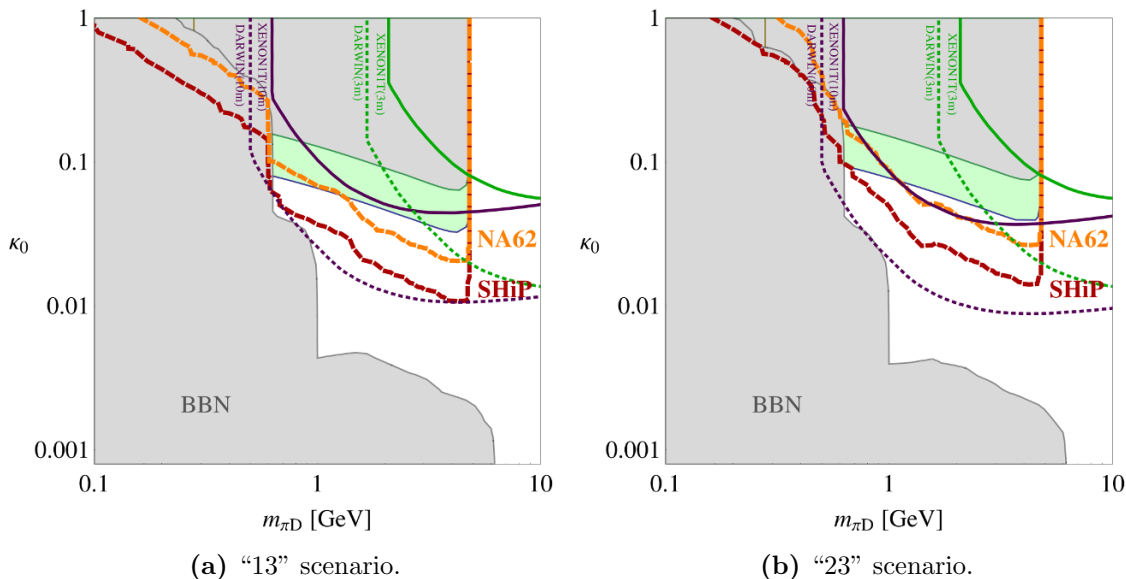 1
0.1
κ₀
0.01
0.001
DARWIN(10m)
XENON1T(10m)
DARWIN(3m)
XENON1T(3m)
NA62
SHiP
BBN
0.1
1
10
m_πD [GeV]
(a) “13” scenario.
1
0.1
κ₀
0.01
0.001
DARWIN(10m)
XENON1T(10m)
DARWIN(3m)
XENON1T(3m)
NA62
SHiP
BBN
0.1
1
10
m_πD [GeV]
(b) “23” scenario.